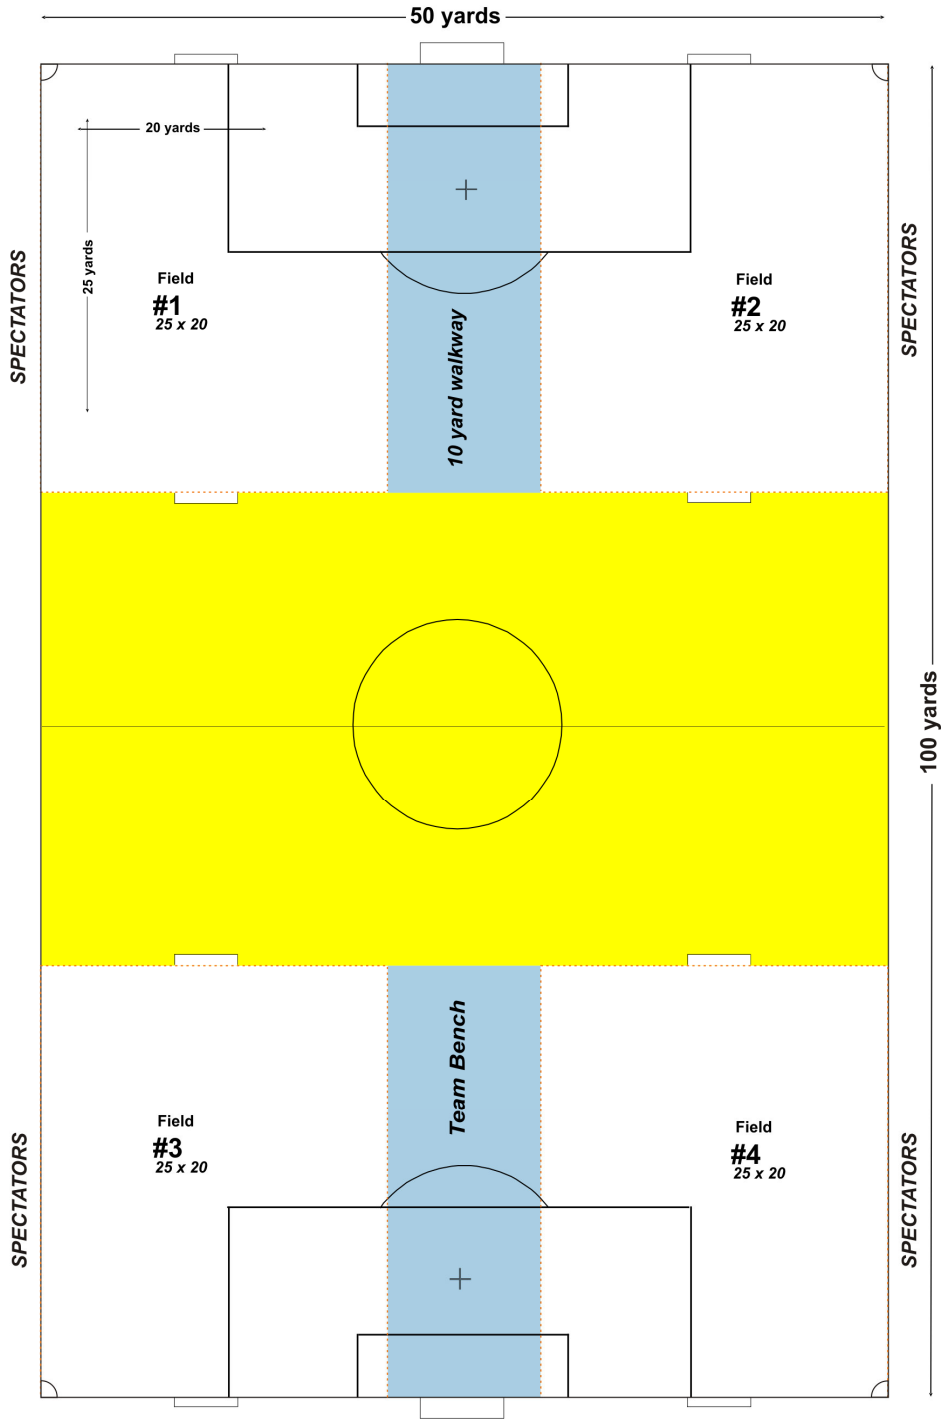 50 yards
20 yards
25 yards
SPECTATORS
SPECTATORS
Field
#1
25 x 20
Field
#2
25 x 20
10 yard walkway
100 yards
Team Bench
Field
#3
25 x 20
Field
#4
25 x 20
SPECTATORS
SPECTATORS